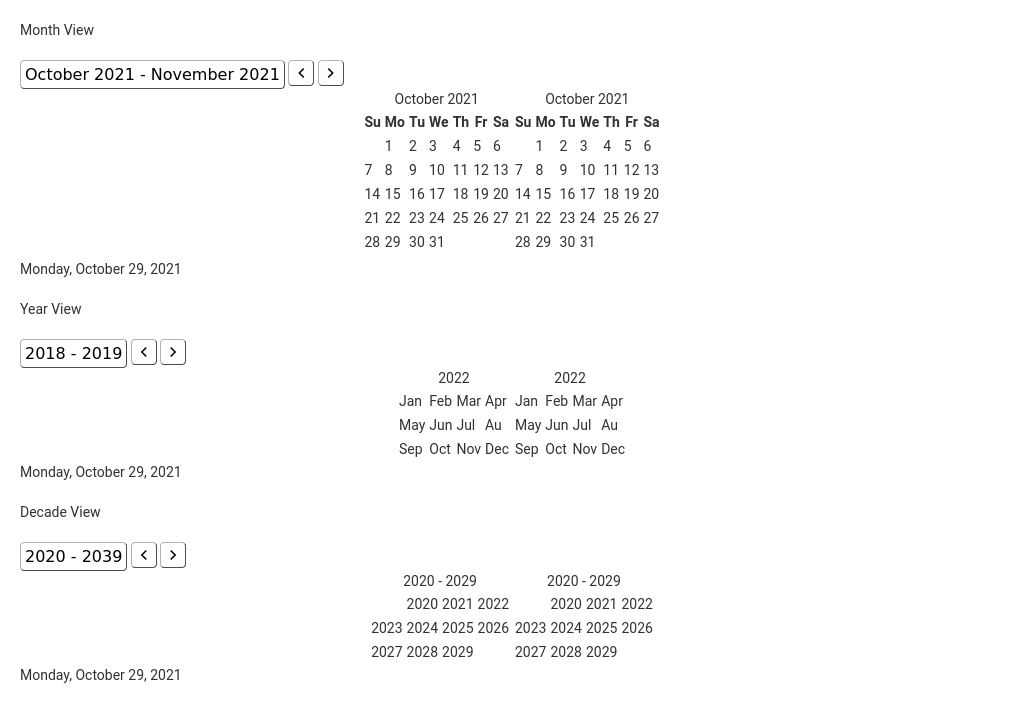 Month View
October 2021 - November 2021
October 2021 October 2021
Su Mo Tu We Th Fr Sa Su Mo Tu We Th Fr Sa
1 2 3 4 5 6 1 2 3 4 5 6
7 8 9 10 11 12 13 7 8 9 10 11 12 13
14 15 16 17 18 19 20 14 15 16 17 18 19 20
21 22 23 24 25 26 27 21 22 23 24 25 26 27
28 29 30 31 28 29 30 31
Monday, October 29, 2021
Year View
2018 - 2019
2022 2022
Jan Feb Mar Apr Jan Feb Mar Apr
May Jun Jul Au May Jun Jul Au
Sep Oct Nov Dec Sep Oct Nov Dec
Monday, October 29, 2021
Decade View
2020 - 2039
2020 - 2029 2020 - 2029
2020 2021 2022 2020 2021 2022
2023 2024 2025 2026 2023 2024 2025 2026
2027 2028 2029 2027 2028 2029
Monday, October 29, 2021